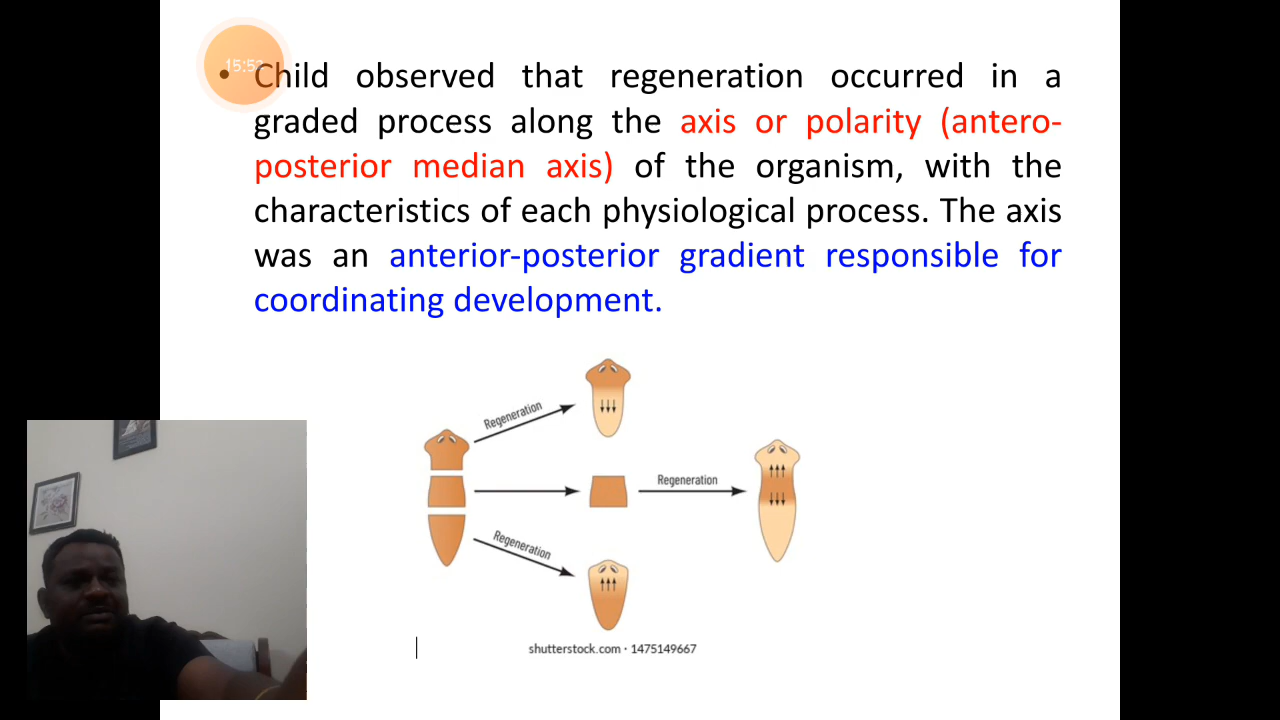 15:52
• Child observed that regeneration occurred in a
graded process along the axis or polarity (antero-
posterior median axis) of the organism, with the
characteristics of each physiological process. The axis
was an anterior-posterior gradient responsible for
coordinating development.
Regeneration
Regeneration
Regeneration
shutterstock.com · 1475149667